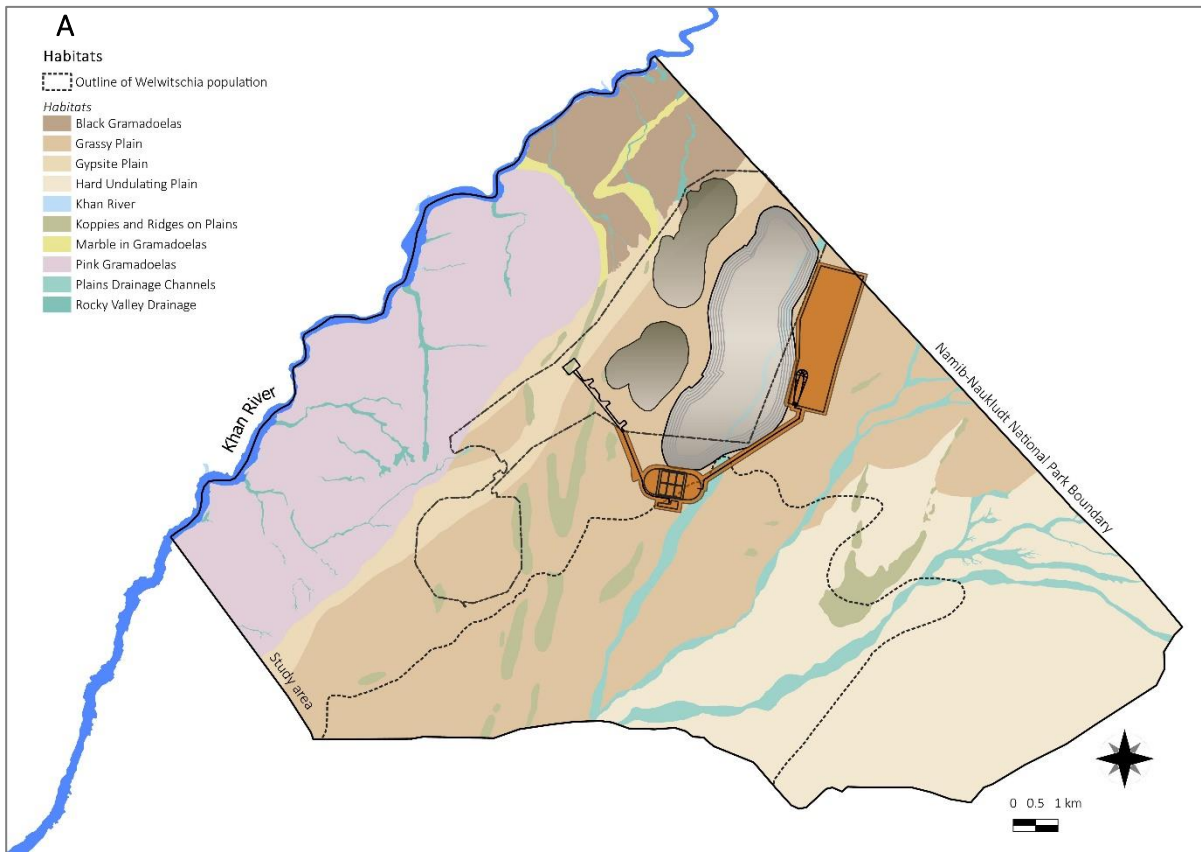 A
Habitats
Outline of Welwitschia population
Habitats
Black Gramadoelas
Grassy Plain
Gypsite Plain
Hard Undulating Plain
Khan River
Koppies and Ridges on Plains
Marble in Gramadoelas
Pink Gramadoelas
Plains Drainage Channels
Rocky Valley Drainage
Khan River
Namib-Naukludt National Park Boundary
Study area
0 0.5 1 km